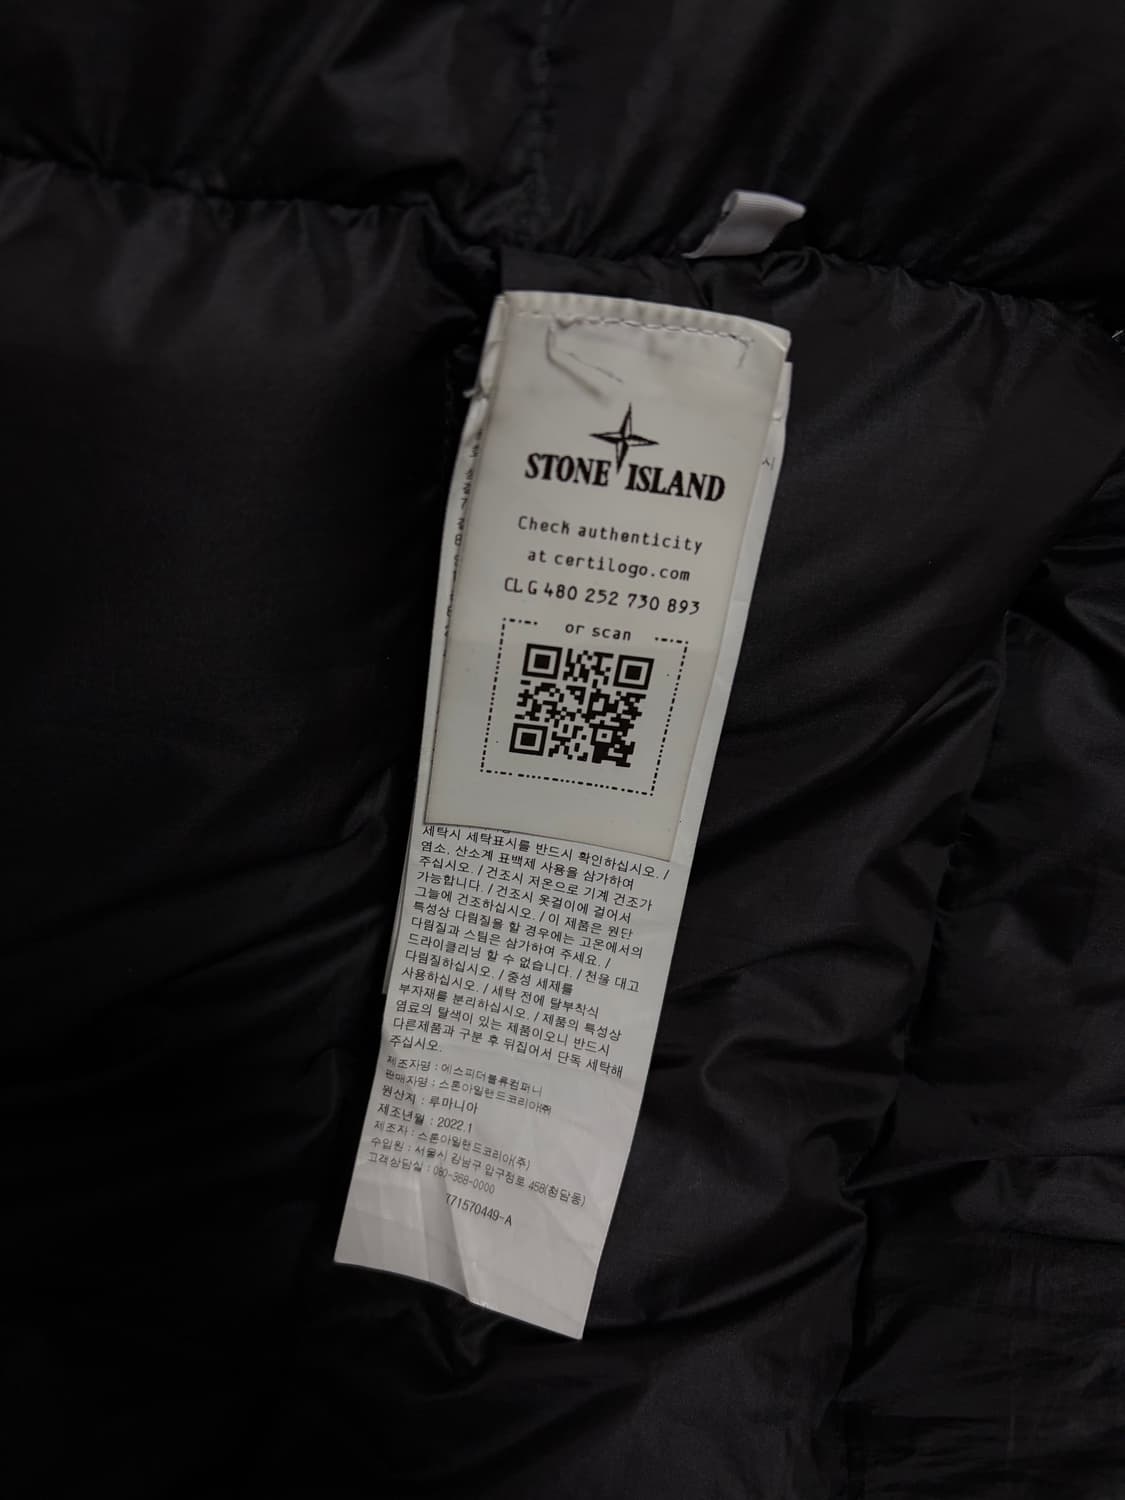 STONE ISLAND
Check authenticity
at certilogo.com
CLG 480 252 730 893
or scan
시
세탁시 세탁표시를 반드시 확인하십시오. /
염소. 산소계 표백제 사용을 삼가하여
주십시오. / 건조시 저온으로 기계 건조가
가능합니다. / 건조시 옷걸이에 걸어서
그늘에 건조하십시오. / 이 제품은 원단
특성상 다림질을 할 경우에는 고온에서의
다림질과 스팀은 삼가하여 주세요. /
드라이클리닝 할 수 없습니다. / 천을 대고
다림질하십시오. / 중성 세제를
사용하십시오. / 세탁 전에 탈부착식
부자재를 분리하십시오. / 제품의 특성상
염료의 탈색이 있는 제품이오니 반드시
다른제품과 구분 후 뒤집어서 단독 세탁해
주십시오.
제조자명 : 에스피더블류컴퍼니
판매자명 : 스톤아일랜드코리아㈜
원산지 : 루마니아
제조년월 : 2022.1
제조자 : 스톤아일랜드코리아(주)
수입원 : 서울시 강남구 압구정로 458(청담동)
고객상담실 : 080-368-0000
771570449-A